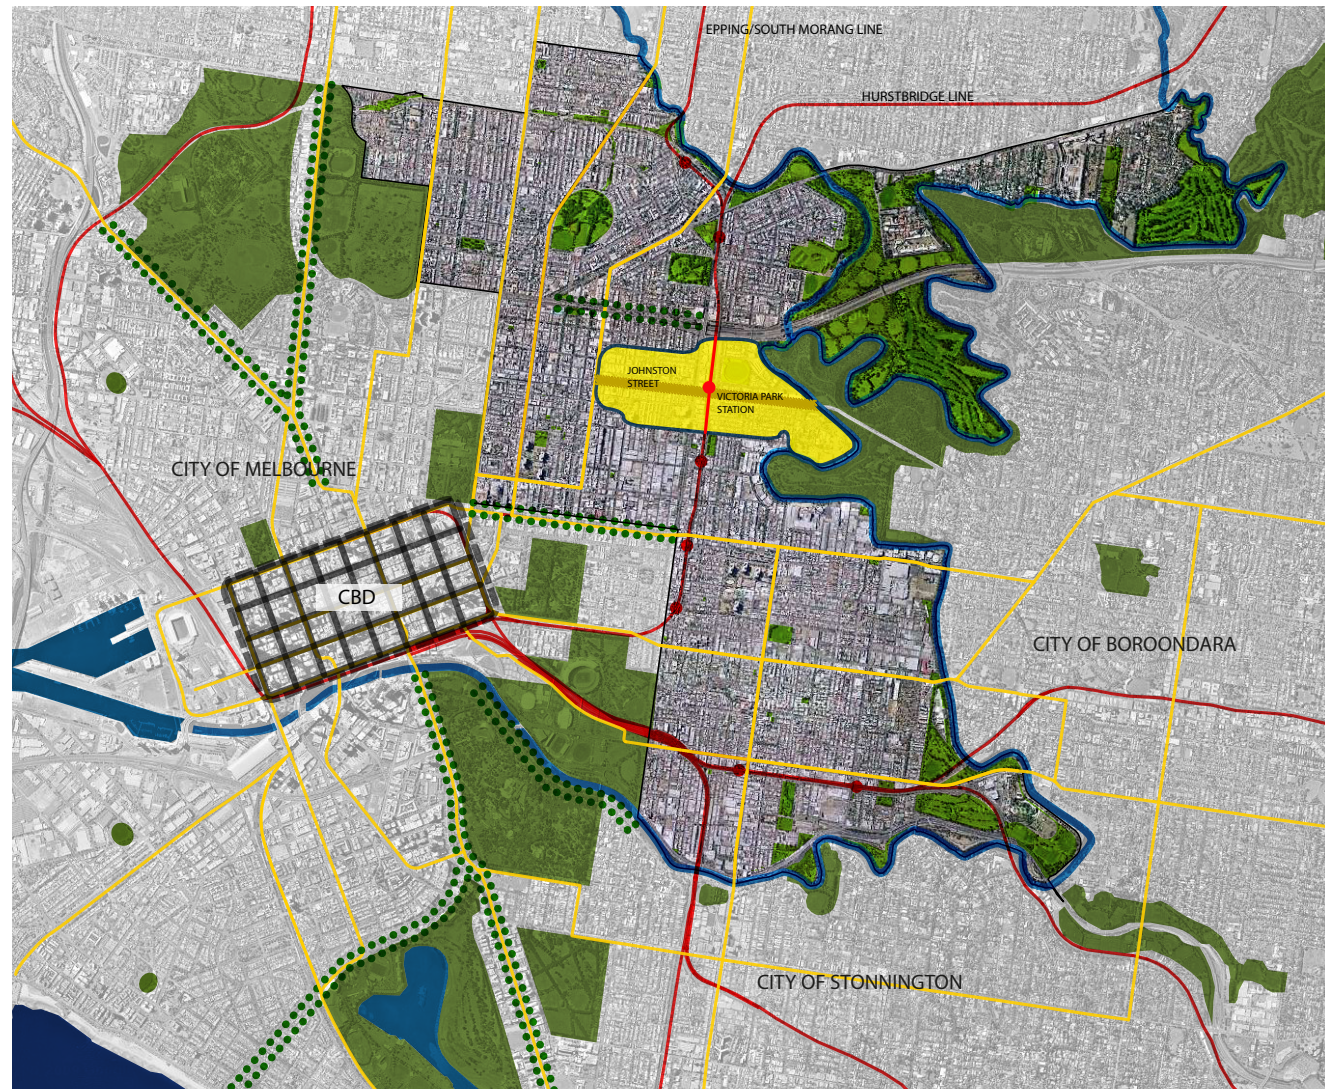 EPPING/SOUTH MORANG LINE
HURSTBRIDGE LINE
JOHNSTON
STREET
VICTORIA PARK
STATION
CITY OF MELBOURNE
CBD
CITY OF BOROONDARA
CITY OF STONNINGTON